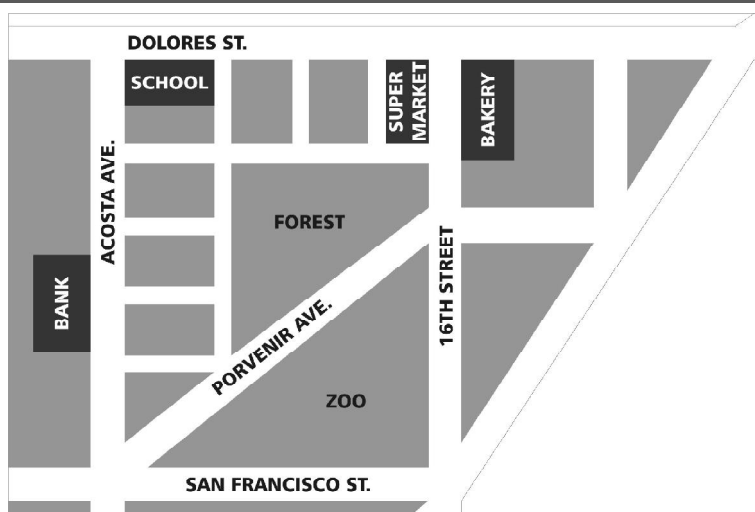 DOLORES ST.
SCHOOL
SUPER
MARKET
BAKERY
ACOSTA AVE.
FOREST
BANK
16TH STREET
PORVENIR AVE.
ZOO
SAN FRANCISCO ST.